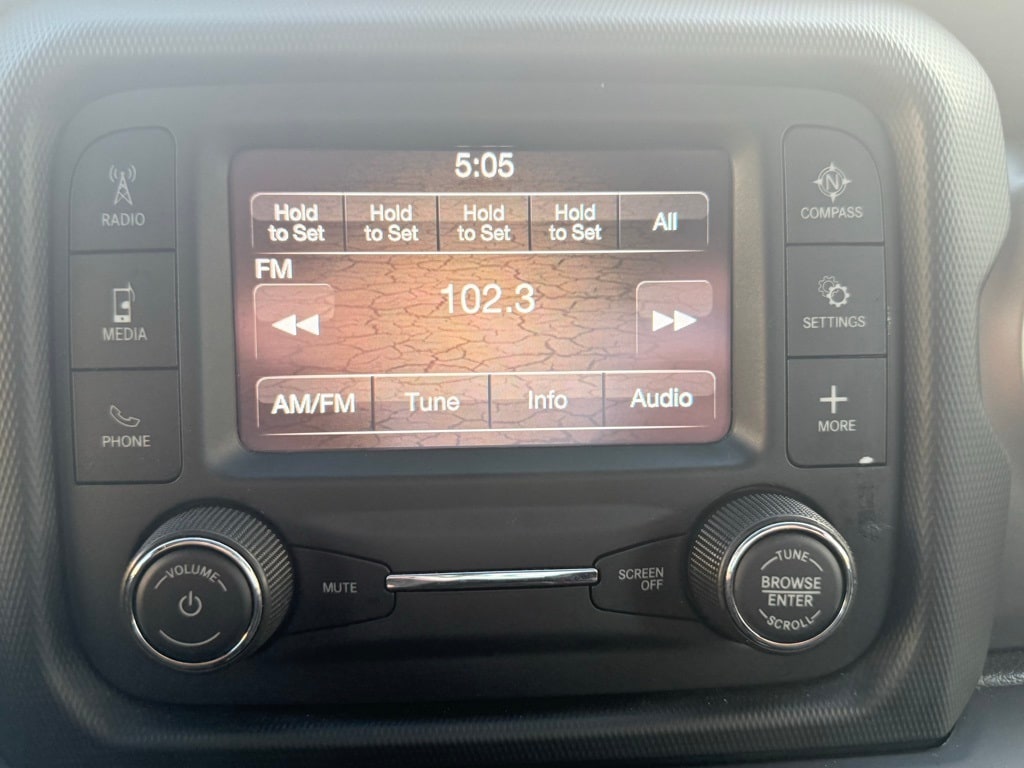 5:05
Hold
to Set
Hold
to Set
Hold
to Set
Hold
to Set
All
FM
102.3
AM/FM
Tune
Info
Audio
RADIO
MEDIA
PHONE
N
COMPASS
SETTINGS
MORE
VOLUME
MUTE
SCREEN
OFF
TUNE
BROWSE
ENTER
SCROLL